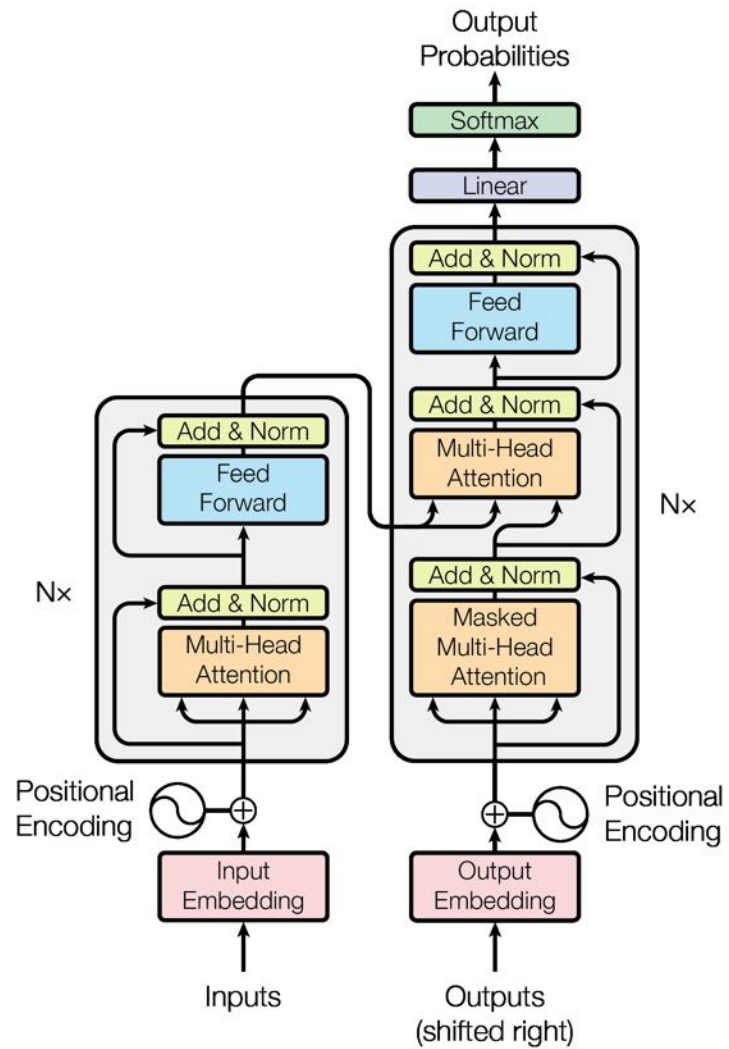 Output
Probabilities
Softmax
Linear
Add & Norm
Feed
Forward
Add & Norm
Multi-Head
Attention
Nx
Add & Norm
Masked
Multi-Head
Attention
Add & Norm
Feed
Forward
Nx
Add & Norm
Multi-Head
Attention
Positional
Encoding
Positional
Encoding
Input
Embedding
Output
Embedding
Inputs
Outputs
(shifted right)